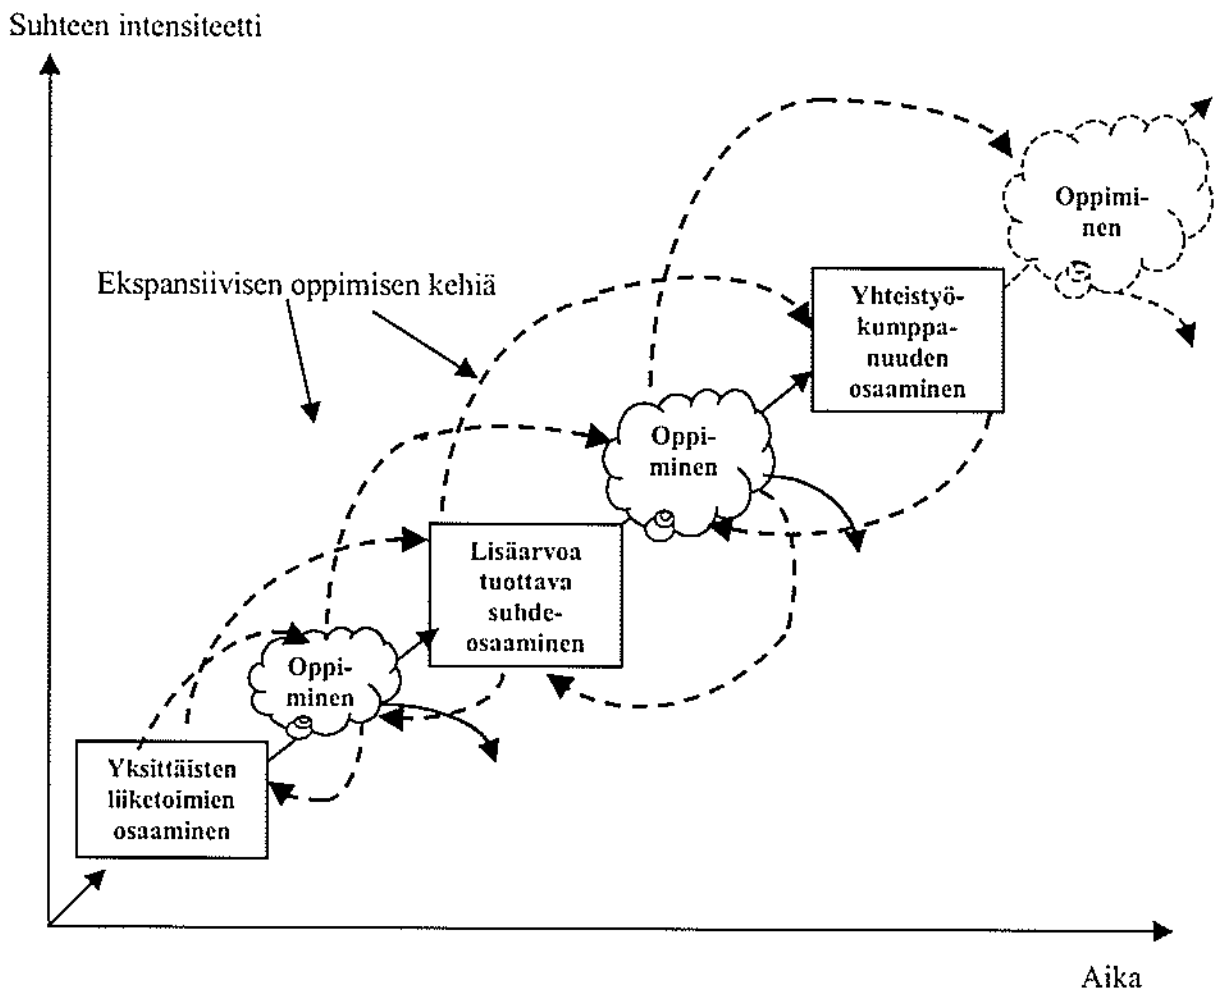 Suhteen intensiteetti
Oppimi-
nen
Ekspansiivisen oppimisen kehiä
Yhteistyö-
kumppa-
nuuden
osaaminen
Oppi-
minen
Lisäarvoa
tuottava
suhde-
osaaminen
Oppi-
minen
Yksittäisten
liiketoimien
osaaminen
Aika